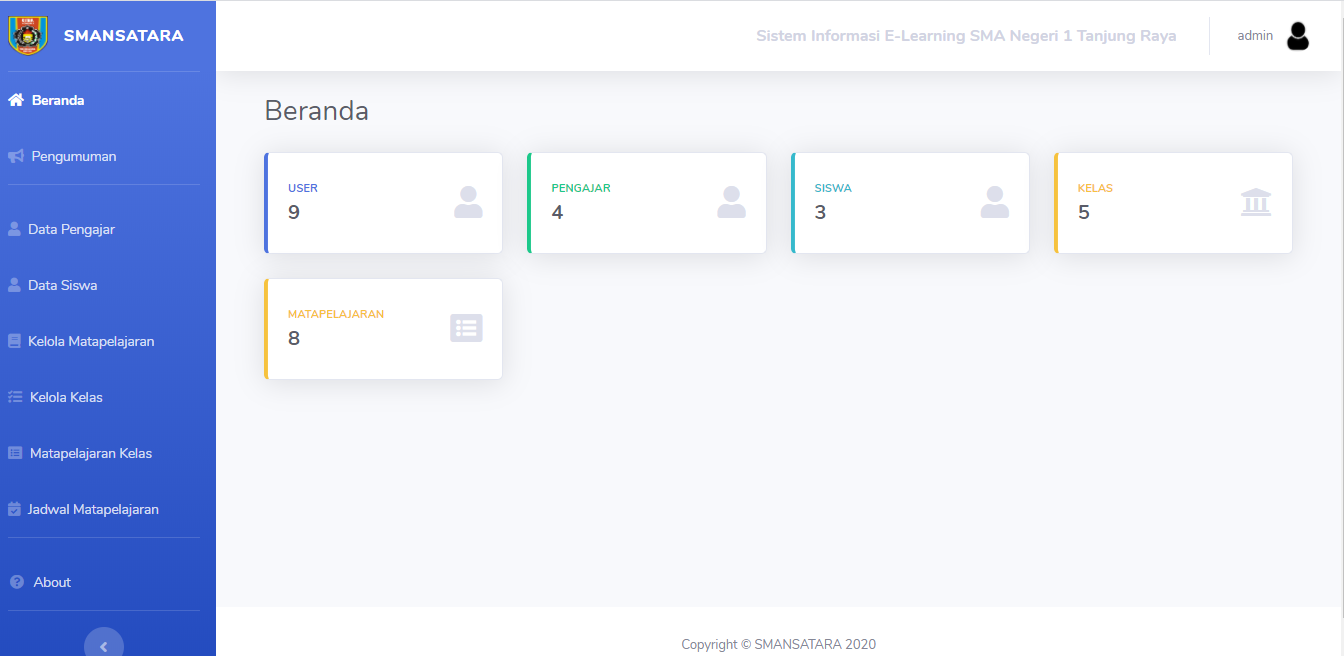 SMANSATARA
Sistem Informasi E-Learning SMA Negeri 1 Tanjung Raya
admin
Beranda
Pengumuman
Data Pengajar
Data Siswa
Kelola Matapelajaran
Kelola Kelas
Matapelajaran Kelas
Jadwal Matapelajaran
About
Beranda
USER
9
PENGAJAR
4
SISWA
3
KELAS
5
MATAPELAJARAN
8
Copyright © SMANSATARA 2020